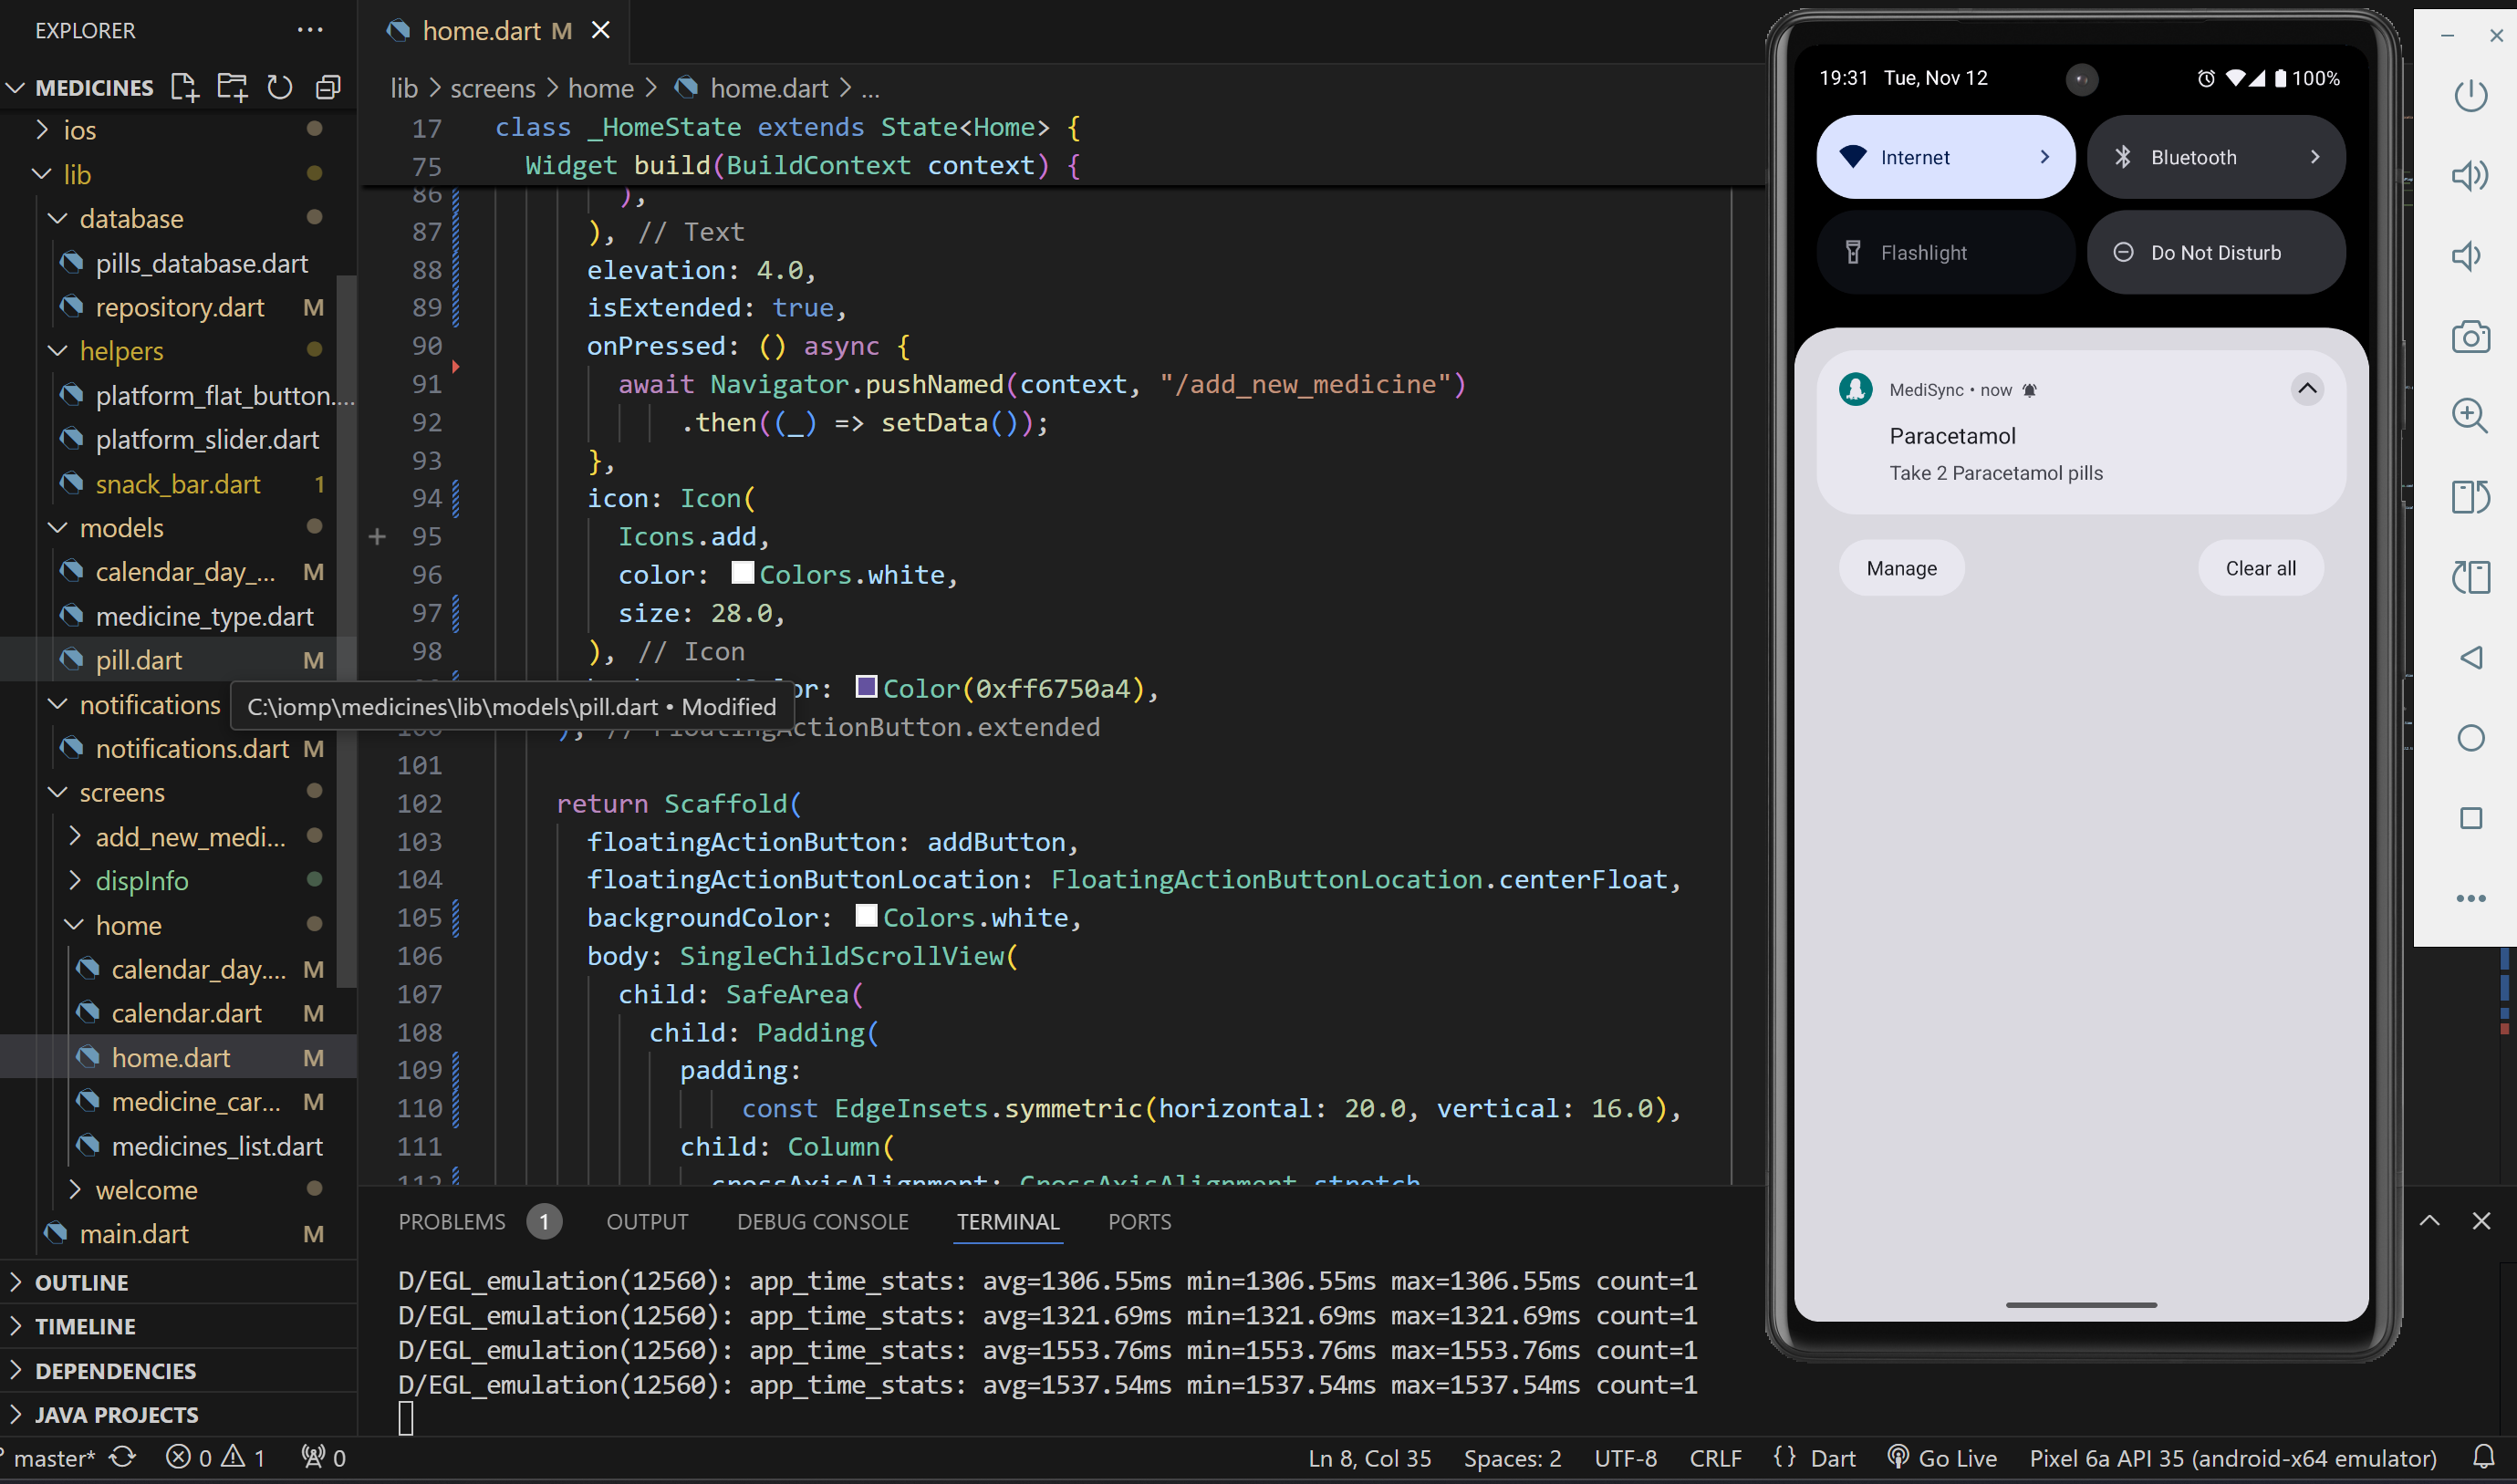 EXPLORER
MEDICINES
ios
lib
database
pills_database.dart
repository.dart M
helpers
platform_flat_button....
platform_slider.dart
snack_bar.dart 1
models
calendar_day_... M
medicine_type.dart
pill.dart M
notifications
C:\iomp\medicines\lib\models\pill.dart • Modified
notifications.dart M
screens
add_new_medi...
dispInfo
home
calendar_day.... M
calendar.dart M
home.dart M
medicine_car... M
medicines_list.dart
welcome
main.dart M
OUTLINE
TIMELINE
DEPENDENCIES
JAVA PROJECTS
home.dart M
lib > screens > home > home.dart > ...
17 class _HomeState extends State<Home> {
75 Widget build(BuildContext context) {
86 ),
87 ), // Text
88 elevation: 4.0,
89 isExtended: true,
90 onPressed: () async {
91 await Navigator.pushNamed(context, "/add_new_medicine")
92 .then((_) => setData());
93 },
94 icon: Icon(
95 Icons.add,
96 color: Colors.white,
97 size: 28.0,
98 ), // Icon
Color(0xff6750a4),
ActionButton.extended
101
102 return Scaffold(
103 floatingActionButton: addButton,
104 floatingActionButtonLocation: FloatingActionButtonLocation.centerFloat,
105 backgroundColor: Colors.white,
106 body: SingleChildScrollView(
107 child: SafeArea(
108 child: Padding(
109 padding:
110 const EdgeInsets.symmetric(horizontal: 20.0, vertical: 16.0),
111 child: Column(
112 crossAxisAlignment: CrossAxisAlignment.stretch
PROBLEMS 1 OUTPUT DEBUG CONSOLE TERMINAL PORTS
D/EGL_emulation(12560): app_time_stats: avg=1306.55ms min=1306.55ms max=1306.55ms count=1
D/EGL_emulation(12560): app_time_stats: avg=1321.69ms min=1321.69ms max=1321.69ms count=1
D/EGL_emulation(12560): app_time_stats: avg=1553.76ms min=1553.76ms max=1553.76ms count=1
D/EGL_emulation(12560): app_time_stats: avg=1537.54ms min=1537.54ms max=1537.54ms count=1
19:31 Tue, Nov 12 100%
Internet
Bluetooth
Flashlight
Do Not Disturb
MediSync • now
Paracetamol
Take 2 Paracetamol pills
Manage
Clear all
master* 0 1 0
Ln 8, Col 35 Spaces: 2 UTF-8 CRLF {} Dart Go Live Pixel 6a API 35 (android-x64 emulator)